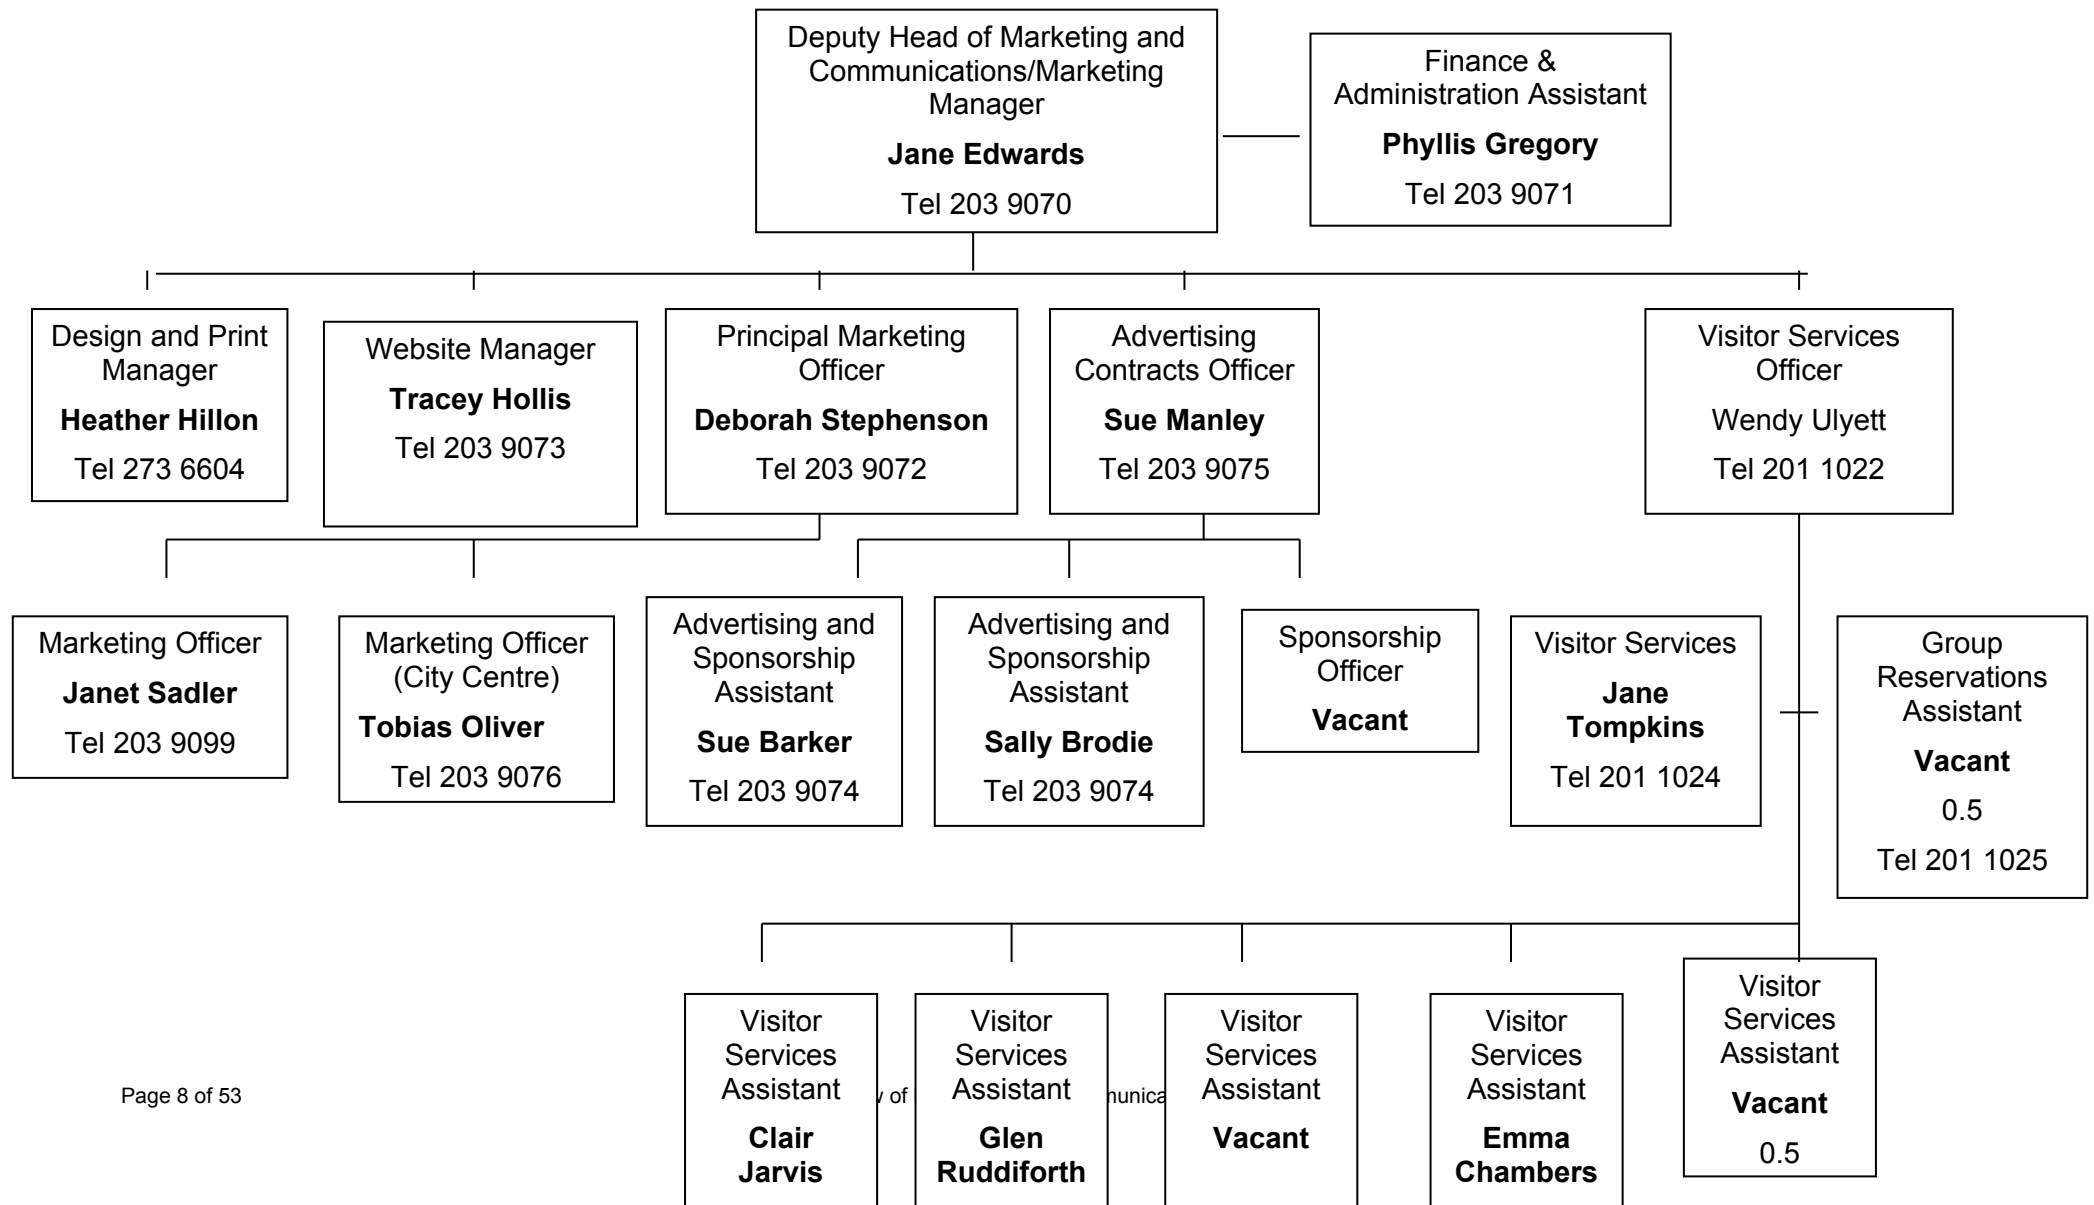 Deputy Head of Marketing and
Communications/Marketing
Manager
Jane Edwards
Tel 203 9070
Finance &
Administration Assistant
Phyllis Gregory
Tel 203 9071
Design and Print
Manager
Heather Hillon
Tel 273 6604
Website Manager
Tracey Hollis
Tel 203 9073
Principal Marketing
Officer
Deborah Stephenson
Tel 203 9072
Advertising
Contracts Officer
Sue Manley
Tel 203 9075
Visitor Services
Officer
Wendy Ulyett
Tel 201 1022
Marketing Officer
Janet Sadler
Tel 203 9099
Marketing Officer
(City Centre)
Tobias Oliver
Tel 203 9076
Advertising and
Sponsorship
Assistant
Sue Barker
Tel 203 9074
Advertising and
Sponsorship
Assistant
Sally Brodie
Tel 203 9074
Sponsorship
Officer
Vacant
Visitor Services
Jane
Tompkins
Tel 201 1024
Group
Reservations
Assistant
Vacant
0.5
Tel 201 1025
Visitor
Services
Assistant
Clair
Jarvis
Visitor
Services
Assistant
Glen
Ruddiforth
Visitor
Services
Assistant
Vacant
Visitor
Services
Assistant
Emma
Chambers
Visitor
Services
Assistant
Vacant
0.5
Page 8 of 53
of